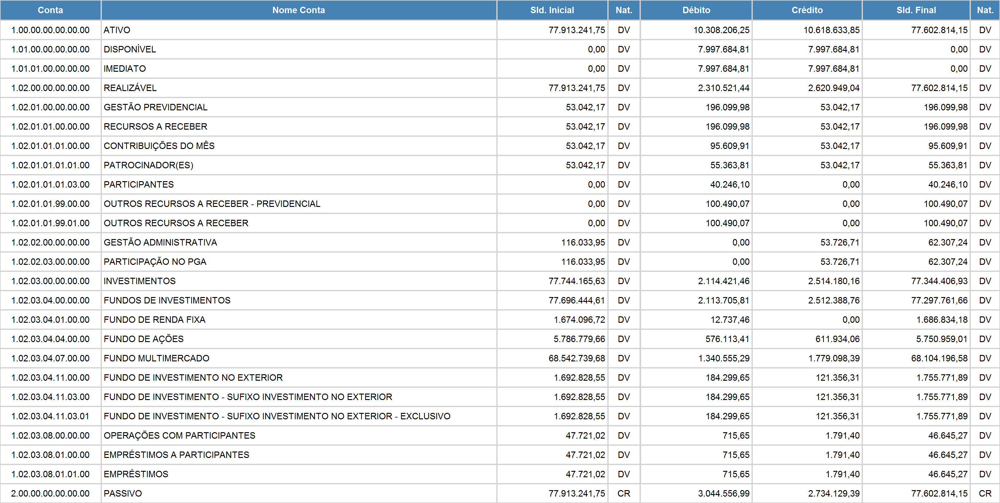 Conta Nome Conta Sld. Inicial Nat. Débito Crédito Sld. Final Nat.
1.00.00.00.00.00.00 ATIVO 77.913.241,75 DV 10.308.206,25 10.618.633,85 77.602.814,15 DV
1.01.00.00.00.00.00 DISPONÍVEL 0,00 DV 7.997.684,81 7.997.684,81 0,00 DV
1.01.01.00.00.00.00 IMEDIATO 0,00 DV 7.997.684,81 7.997.684,81 0,00 DV
1.02.00.00.00.00.00 REALIZÁVEL 77.913.241,75 DV 2.310.521,44 2.620.949,04 77.602.814,15 DV
1.02.01.00.00.00.00 GESTÃO PREVIDENCIAL 53.042,17 DV 196.099,98 53.042,17 196.099,98 DV
1.02.01.01.00.00.00 RECURSOS A RECEBER 53.042,17 DV 196.099,98 53.042,17 196.099,98 DV
1.02.01.01.01.00.00 CONTRIBUIÇÕES DO MÊS 53.042,17 DV 95.609,91 53.042,17 95.609,91 DV
1.02.01.01.01.01.00 PATROCINADOR(ES) 53.042,17 DV 55.363,81 53.042,17 55.363,81 DV
1.02.01.01.01.03.00 PARTICIPANTES 0,00 DV 40.246,10 0,00 40.246,10 DV
1.02.01.01.99.00.00 OUTROS RECURSOS A RECEBER - PREVIDENCIAL 0,00 DV 100.490,07 0,00 100.490,07 DV
1.02.01.01.99.01.00 OUTROS RECURSOS A RECEBER 0,00 DV 100.490,07 0,00 100.490,07 DV
1.02.02.00.00.00.00 GESTÃO ADMINISTRATIVA 116.033,95 DV 0,00 53.726,71 62.307,24 DV
1.02.02.03.00.00.00 PARTICIPAÇÃO NO PGA 116.033,95 DV 0,00 53.726,71 62.307,24 DV
1.02.03.00.00.00.00 INVESTIMENTOS 77.744.165,63 DV 2.114.421,46 2.514.180,16 77.344.406,93 DV
1.02.03.04.00.00.00 FUNDOS DE INVESTIMENTOS 77.696.444,61 DV 2.113.705,81 2.512.388,76 77.297.761,66 DV
1.02.03.04.01.00.00 FUNDO DE RENDA FIXA 1.674.096,72 DV 12.737,46 0,00 1.686.834,18 DV
1.02.03.04.04.00.00 FUNDO DE AÇÕES 5.786.779,66 DV 576.113,41 611.934,06 5.750.959,01 DV
1.02.03.04.07.00.00 FUNDO MULTIMERCADO 68.542.739,68 DV 1.340.555,29 1.779.098,39 68.104.196,58 DV
1.02.03.04.11.00.00 FUNDO DE INVESTIMENTO NO EXTERIOR 1.692.828,55 DV 184.299,65 121.356,31 1.755.771,89 DV
1.02.03.04.11.03.00 FUNDO DE INVESTIMENTO - SUFIXO INVESTIMENTO NO EXTERIOR 1.692.828,55 DV 184.299,65 121.356,31 1.755.771,89 DV
1.02.03.04.11.03.01 FUNDO DE INVESTIMENTO - SUFIXO INVESTIMENTO NO EXTERIOR - EXCLUSIVO 1.692.828,55 DV 184.299,65 121.356,31 1.755.771,89 DV
1.02.03.08.00.00.00 OPERAÇÕES COM PARTICIPANTES 47.721,02 DV 715,65 1.791,40 46.645,27 DV
1.02.03.08.01.00.00 EMPRÉSTIMOS A PARTICIPANTES 47.721,02 DV 715,65 1.791,40 46.645,27 DV
1.02.03.08.01.01.00 EMPRÉSTIMOS 47.721,02 DV 715,65 1.791,40 46.645,27 DV
2.00.00.00.00.00.00 PASSIVO 77.913.241,75 CR 3.044.556,99 2.734.129,39 77.602.814,15 CR